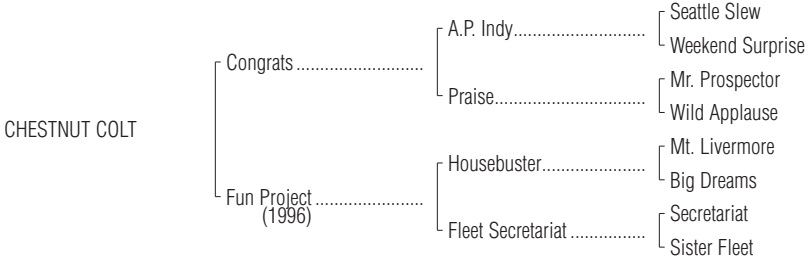 Seattle Slew
A.P. Indy..............................
Weekend Surprise
Congrats...........................
Mr. Prospector
Praise...................................
Wild Applause
CHESTNUT COLT
Mt. Livermore
Housebuster........................
Big Dreams
Fun Project.......................
(1996)
Secretariat
Fleet Secretariat..................
Sister Fleet